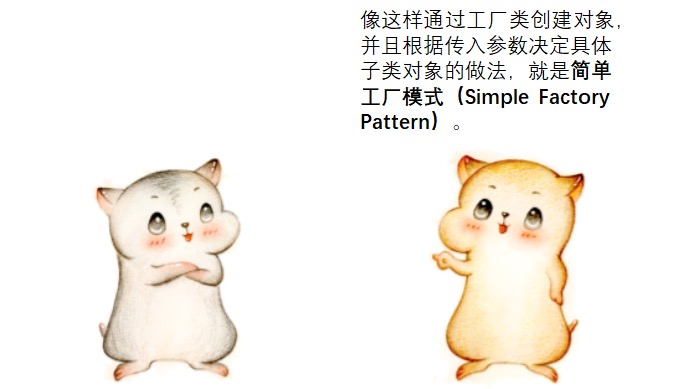 像这样通过工厂类创建对象，
并且根据传入参数决定具体
子类对象的做法，就是简单
工厂模式（Simple Factory
Pattern）。